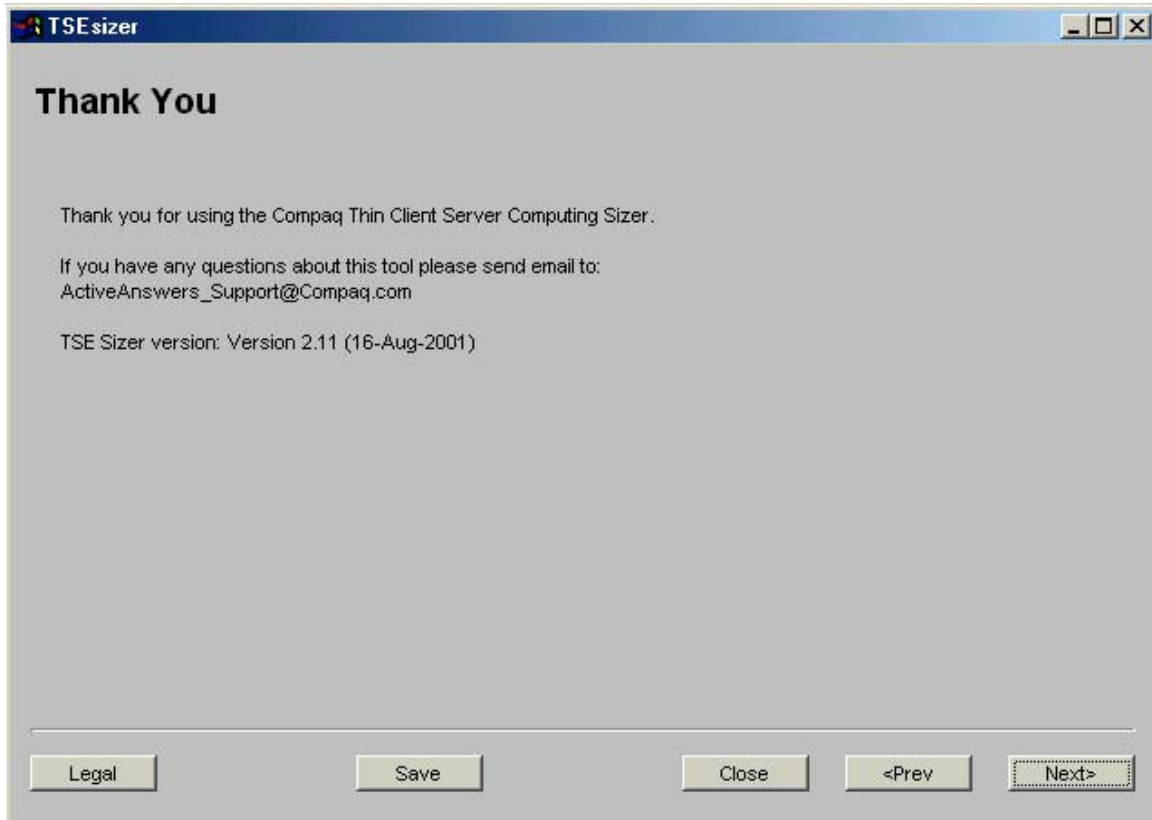 TSEsizer
Thank You
Thank you for using the Compaq Thin Client Server Computing Sizer.
If you have any questions about this tool please send email to:
ActiveAnswers_Support@Compaq.com
TSE Sizer version: Version 2.11 (16-Aug-2001)
Legal
Save
Close
<Prev
Next>